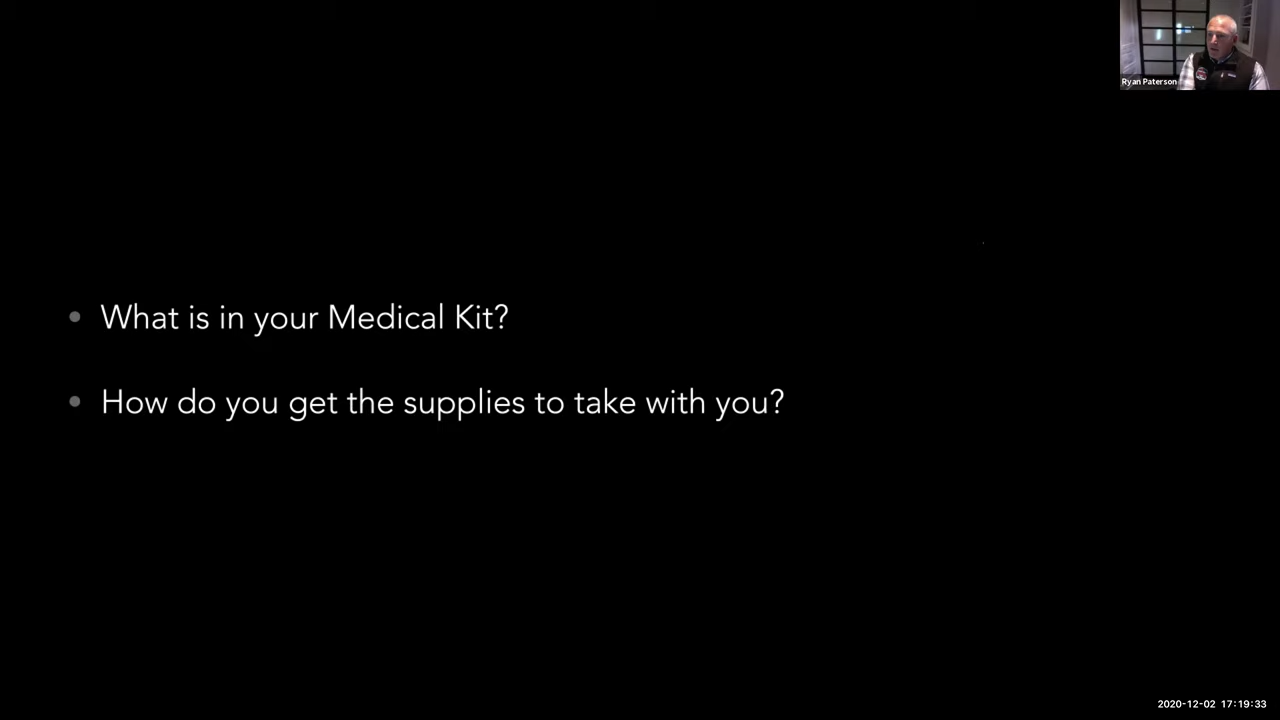 Ryan Paterson
• What is in your Medical Kit?
• How do you get the supplies to take with you?
2020-12-02 17:19:33